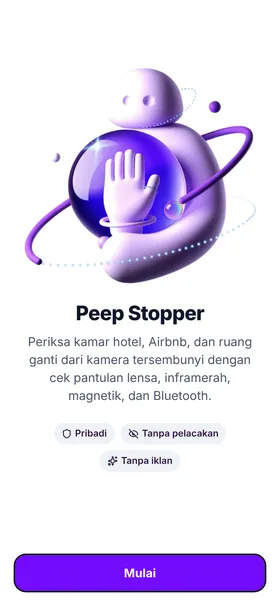 Peep Stopper
Periksa kamar hotel, Airbnb, dan ruang
ganti dari kamera tersembunyi dengan
cek pantulan lensa, inframerah,
magnetik, dan Bluetooth.
Pribadi
Tanpa pelacakan
Tanpa iklan
Mulai